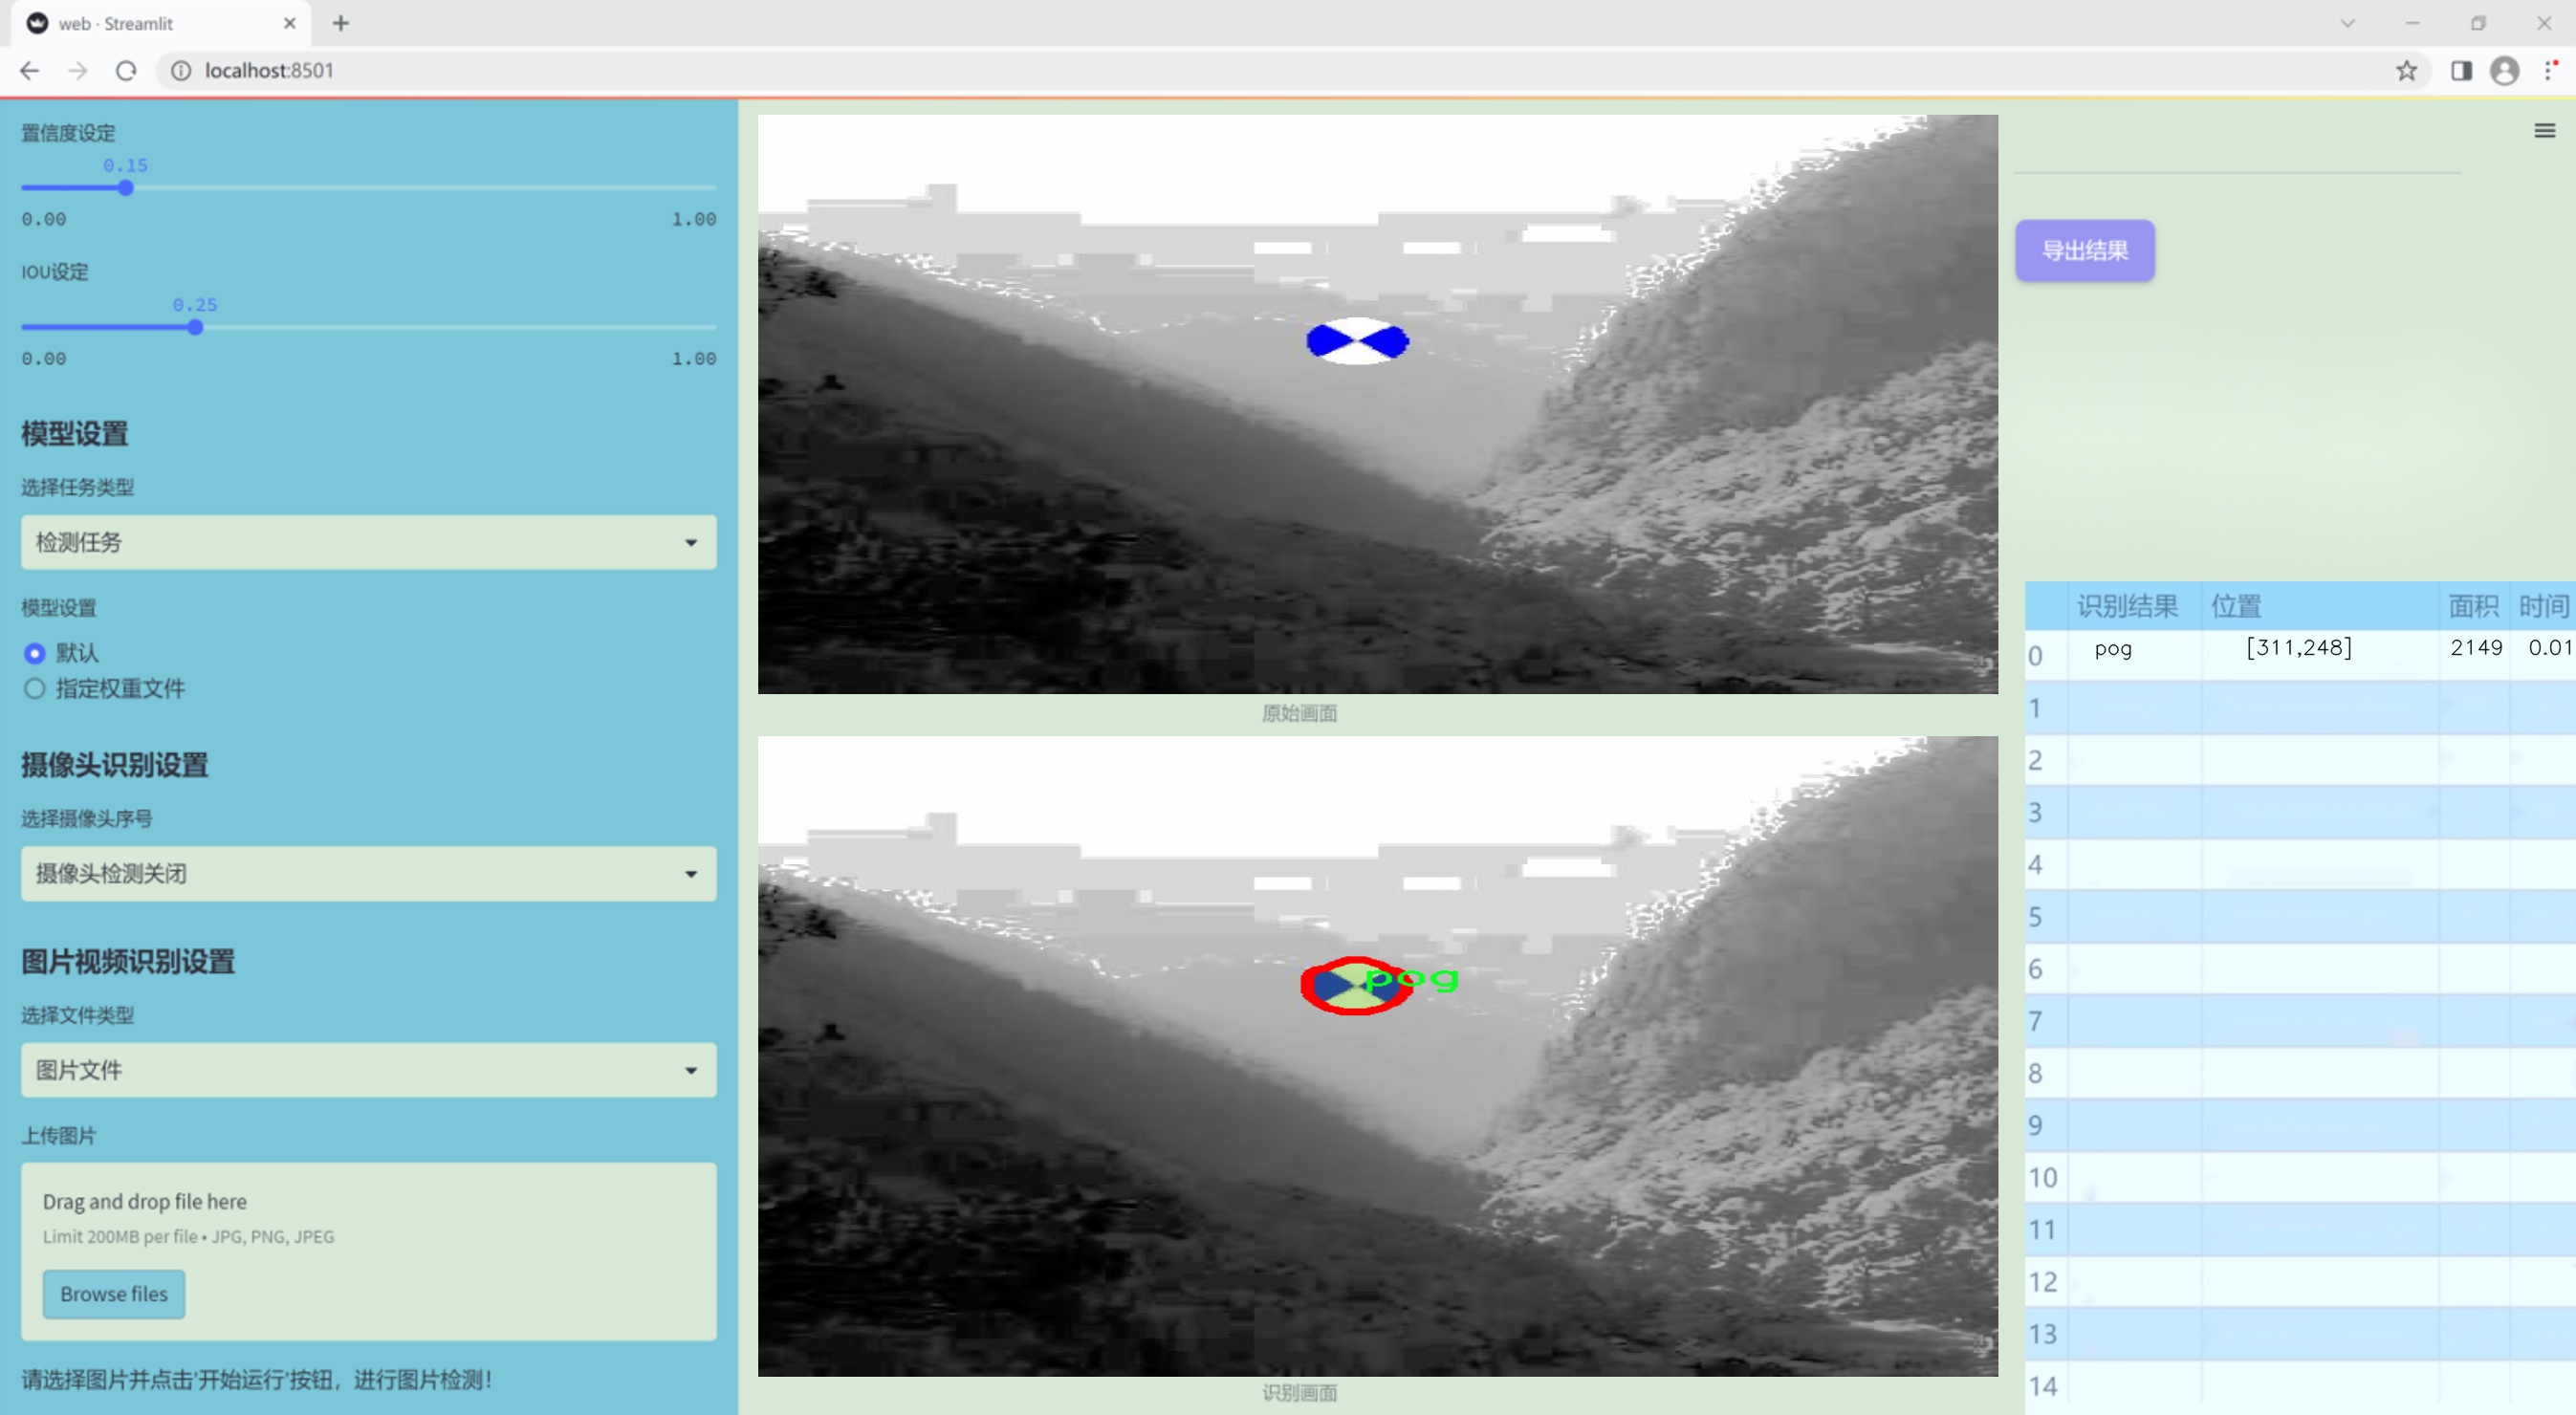 web · Streamlit
localhost:8501
置信度设定
0.15
0.00 1.00
IOU设定
0.25
0.00 1.00
模型设置
选择任务类型
检测任务
模型设置
默认
指定权重文件
摄像头识别设置
选择摄像头序号
摄像头检测关闭
图片视频识别设置
选择文件类型
图片文件
上传图片
Drag and drop file here
Limit 200MB per file • JPG, PNG, JPEG
Browse files
请选择图片并点击'开始运行'按钮，进行图片检测!
原始画面
pog
识别画面
导出结果
识别结果 位置 面积 时间
0 pog [311,248] 2149 0.01
1
2
3
4
5
6
7
8
9
10
11
12
13
14